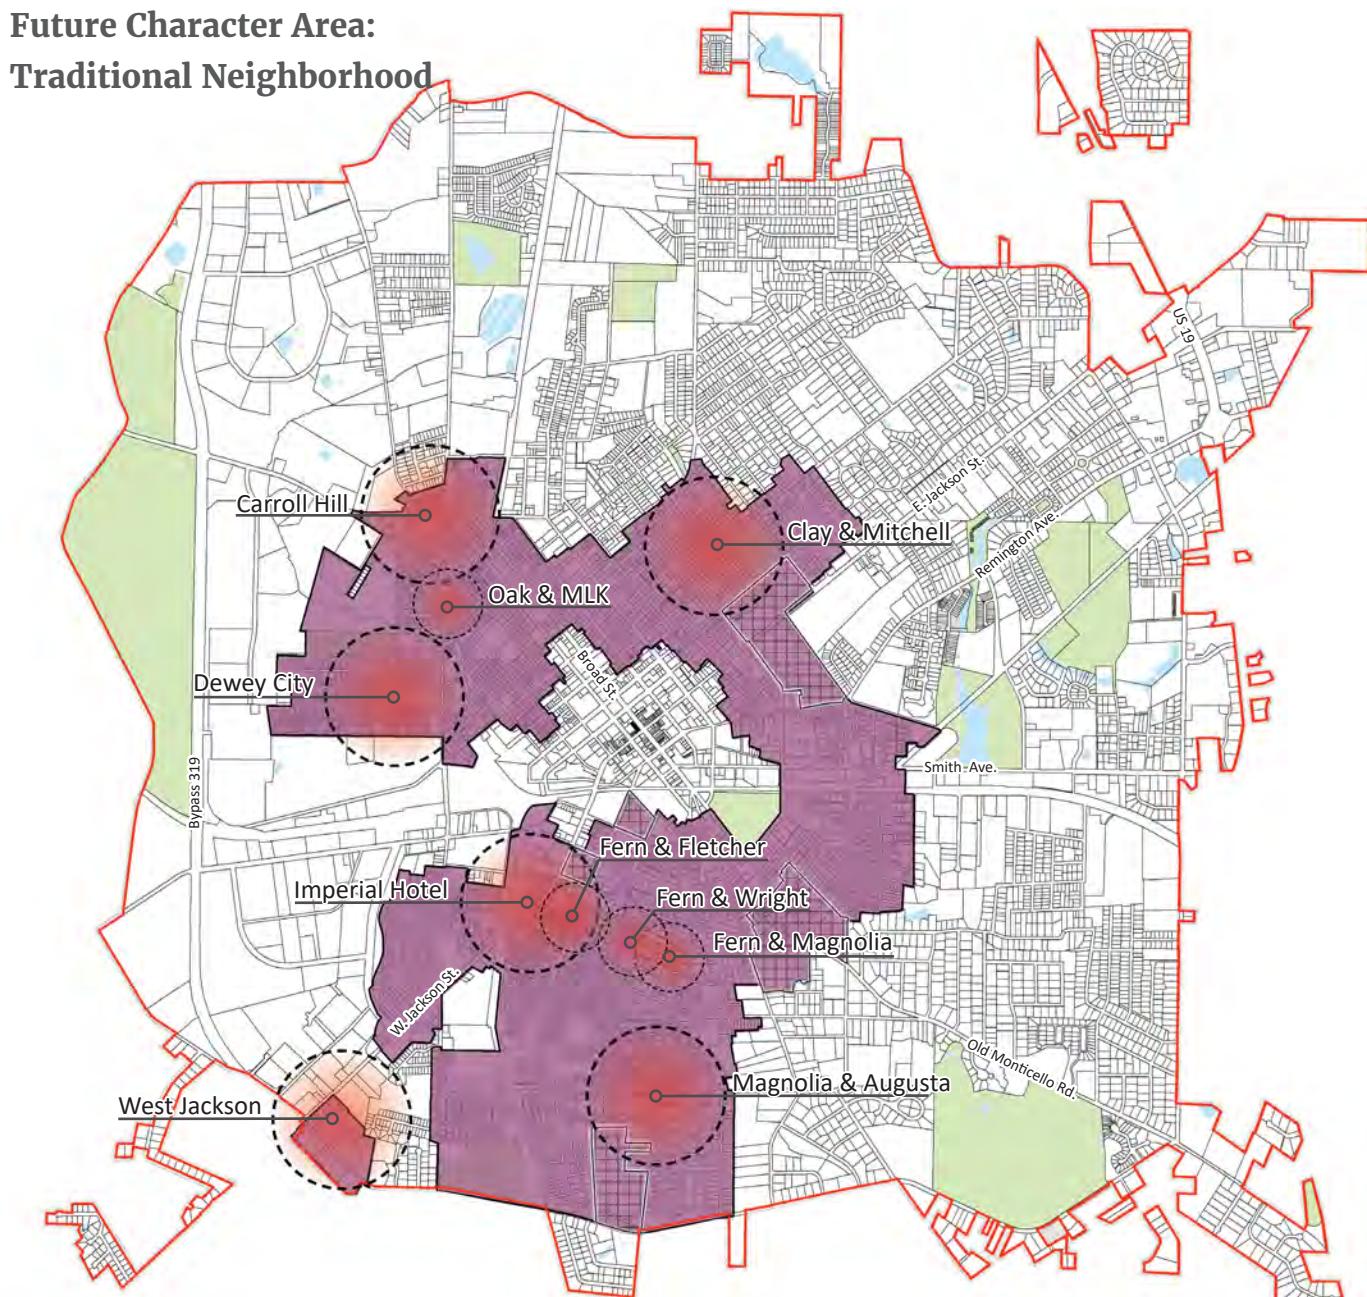 Future Character Area:
Traditional Neighborhood
US 19
E. Jackson St.
Carroll Hill
Clay & Mitchell
Remington Ave.
Oak & MLK
Broad St.
Dewey City
Smith Ave.
Bypass 319
Fern & Fletcher
Imperial Hotel
Fern & Wright
Fern & Magnolia
W. Jackson St.
Old Monticello Rd.
Magnolia & Augusta
West Jackson